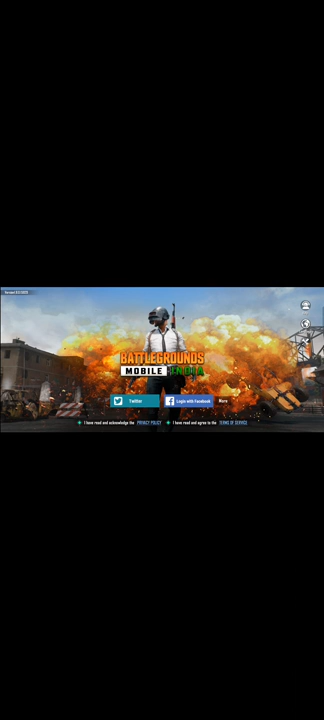 BATTLEGROUNDS
MOBILE INDIA
Twitter
Login with Facebook
More
I have read and acknowledge the PRIVACY POLICY
I have read and agree to the TERMS OF SERVICE